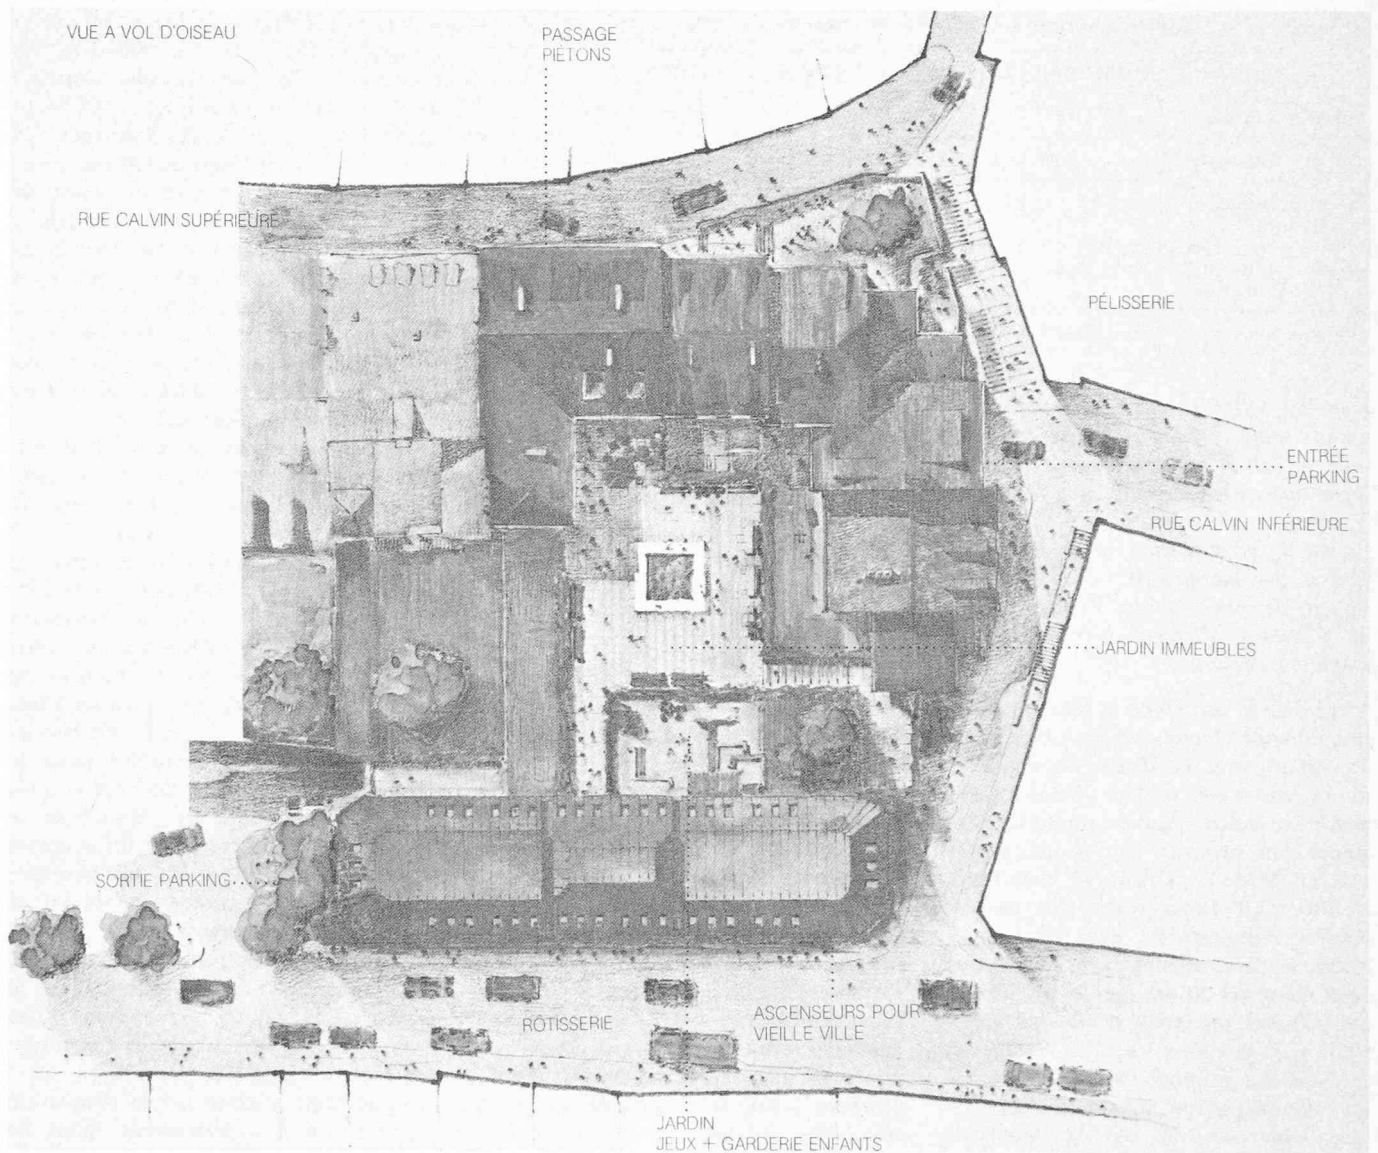 VUE A VOL D'OISEAU
PASSAGE
PIÈTONS
RUE CALVIN SUPÉRIEURE
PÉLISSERIE
ENTRÉE
PARKING
RUE CALVIN INFÉRIEURE
JARDIN IMMEUBLES
SORTIE PARKING
RÔTISSERIE
ASCENSEURS POUR
VIEILLE VILLE
JARDIN
JEUX + GARDERIE ENFANTS